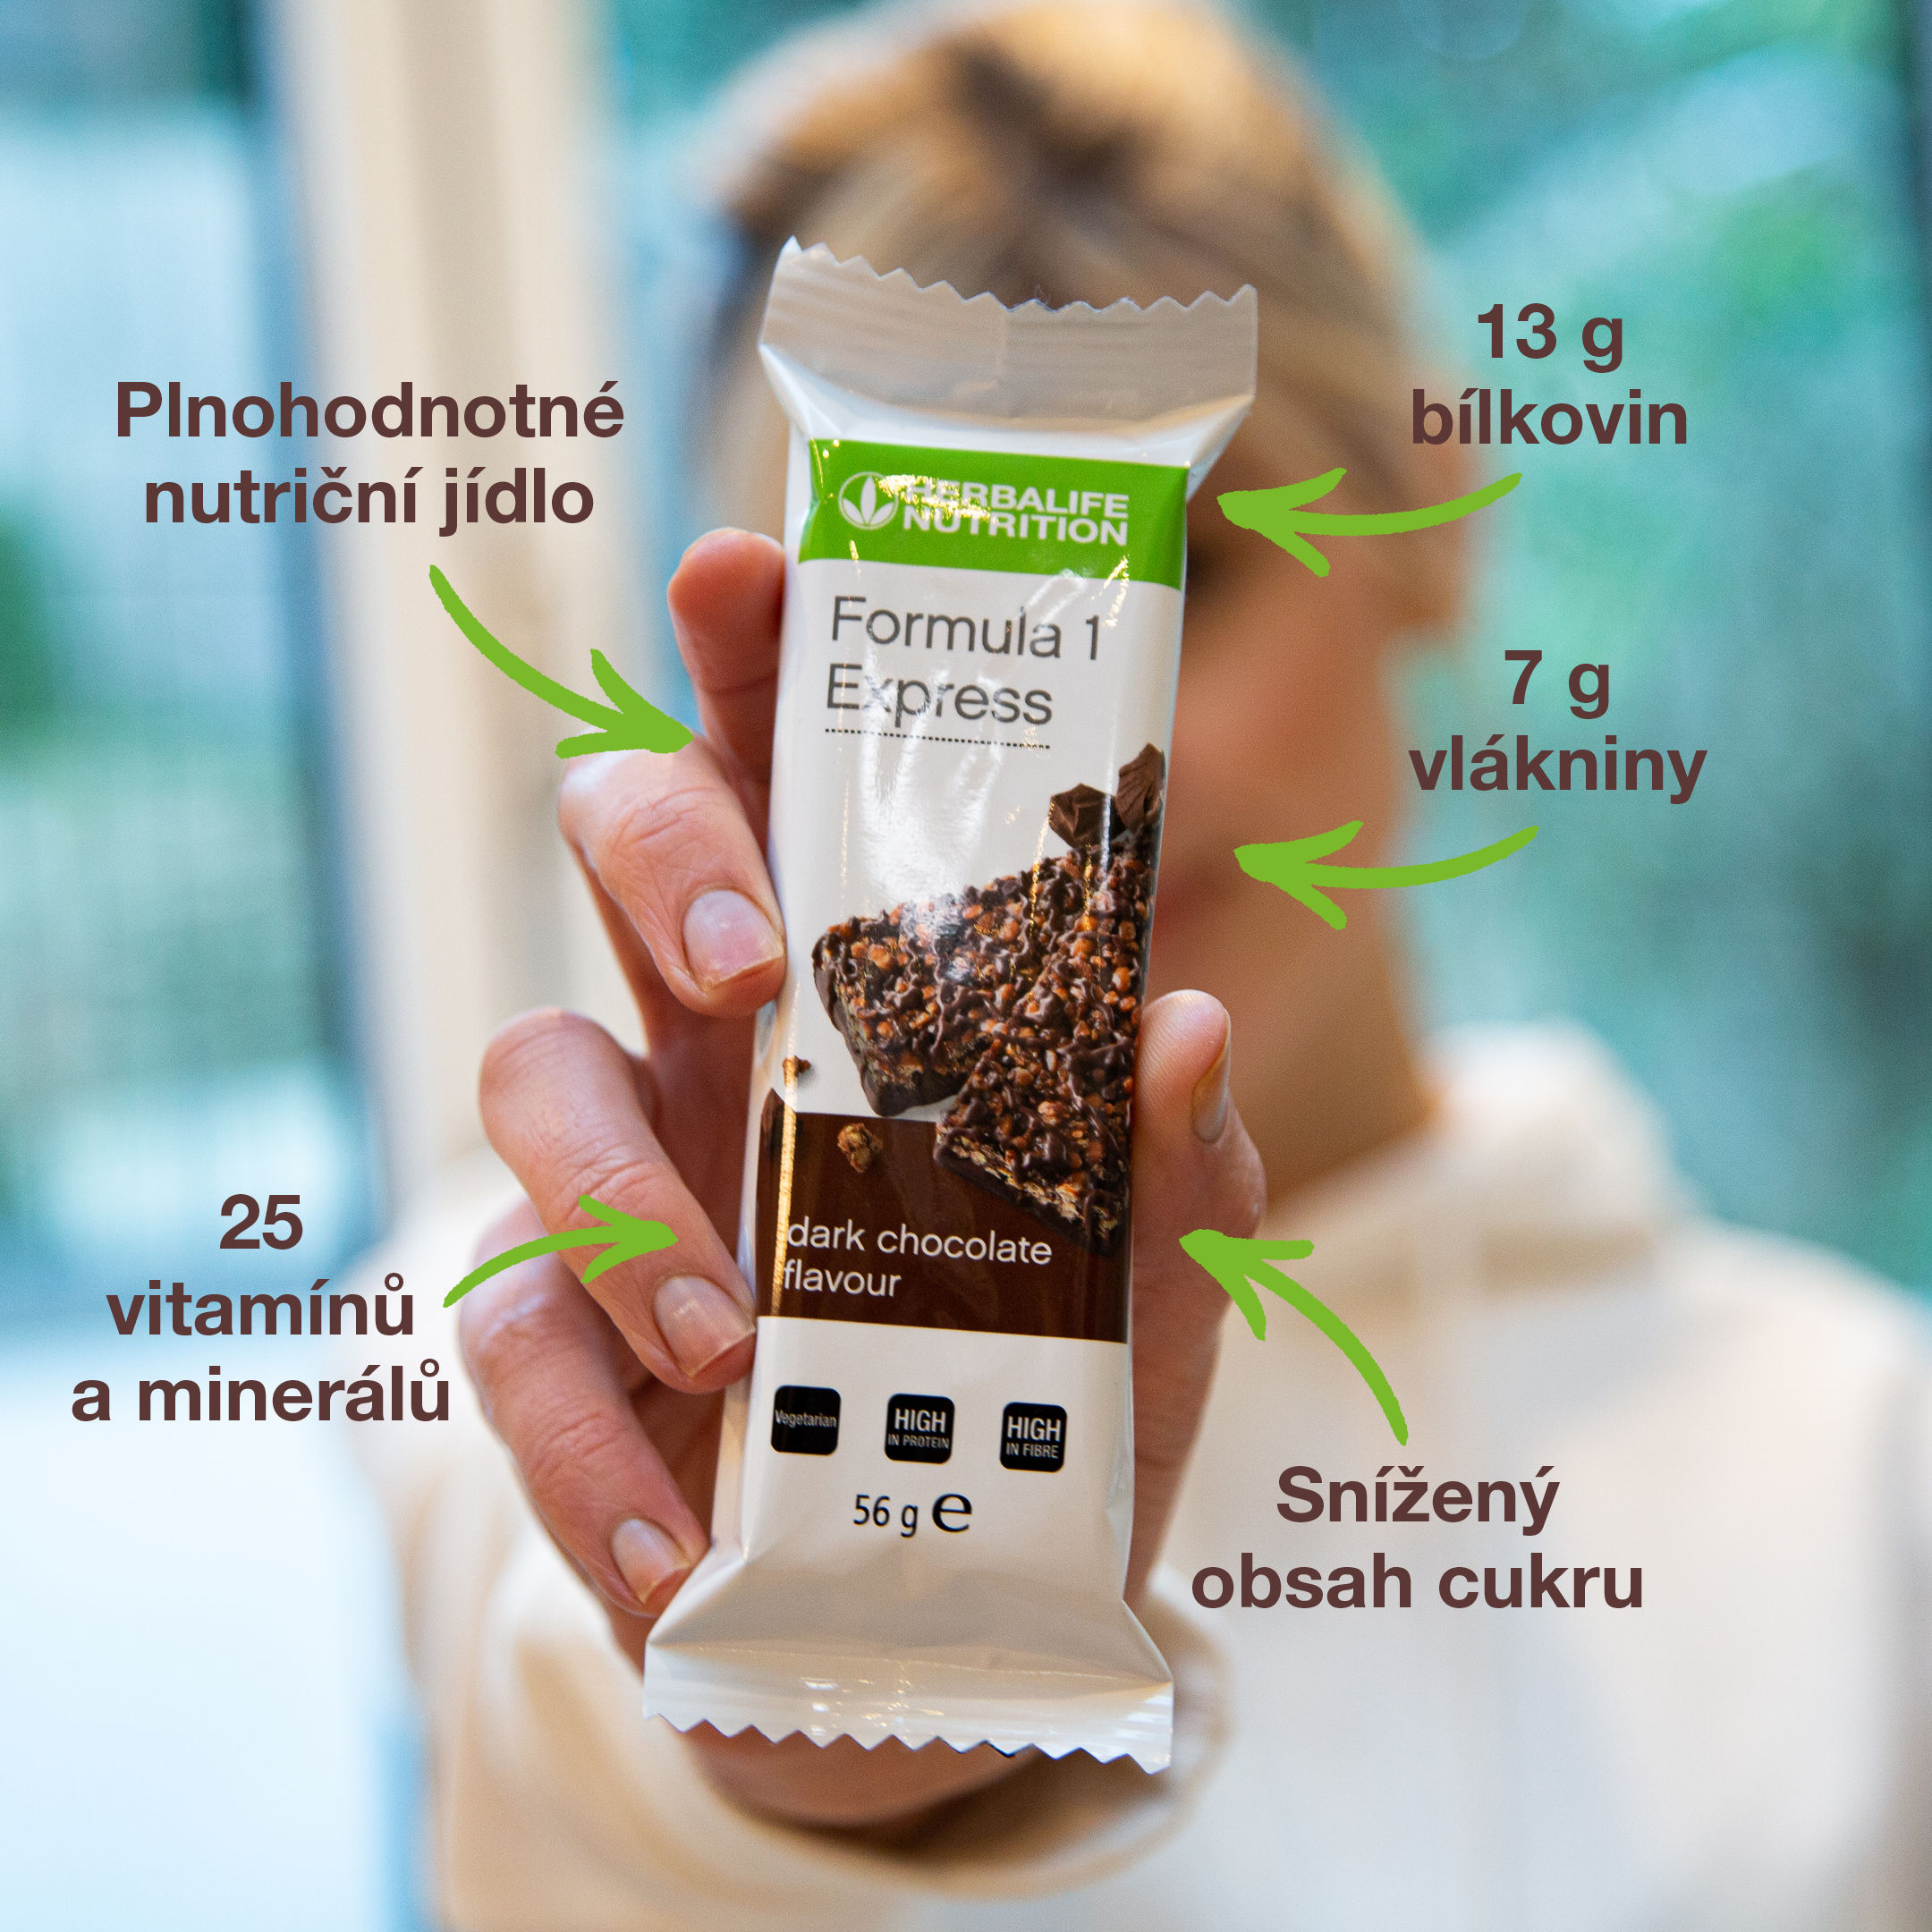 Plnohodnotné
nutriční jídlo
13 g
bílkovin
7 g
vlákniny
25
vitamínů
a minerálů
Snížený
obsah cukru
HERBALIFE
NUTRITION
Formula 1
Express
dark chocolate
flavour
Vegetarian
HIGH
IN PROTEIN
HIGH
IN FIBRE
56 g e